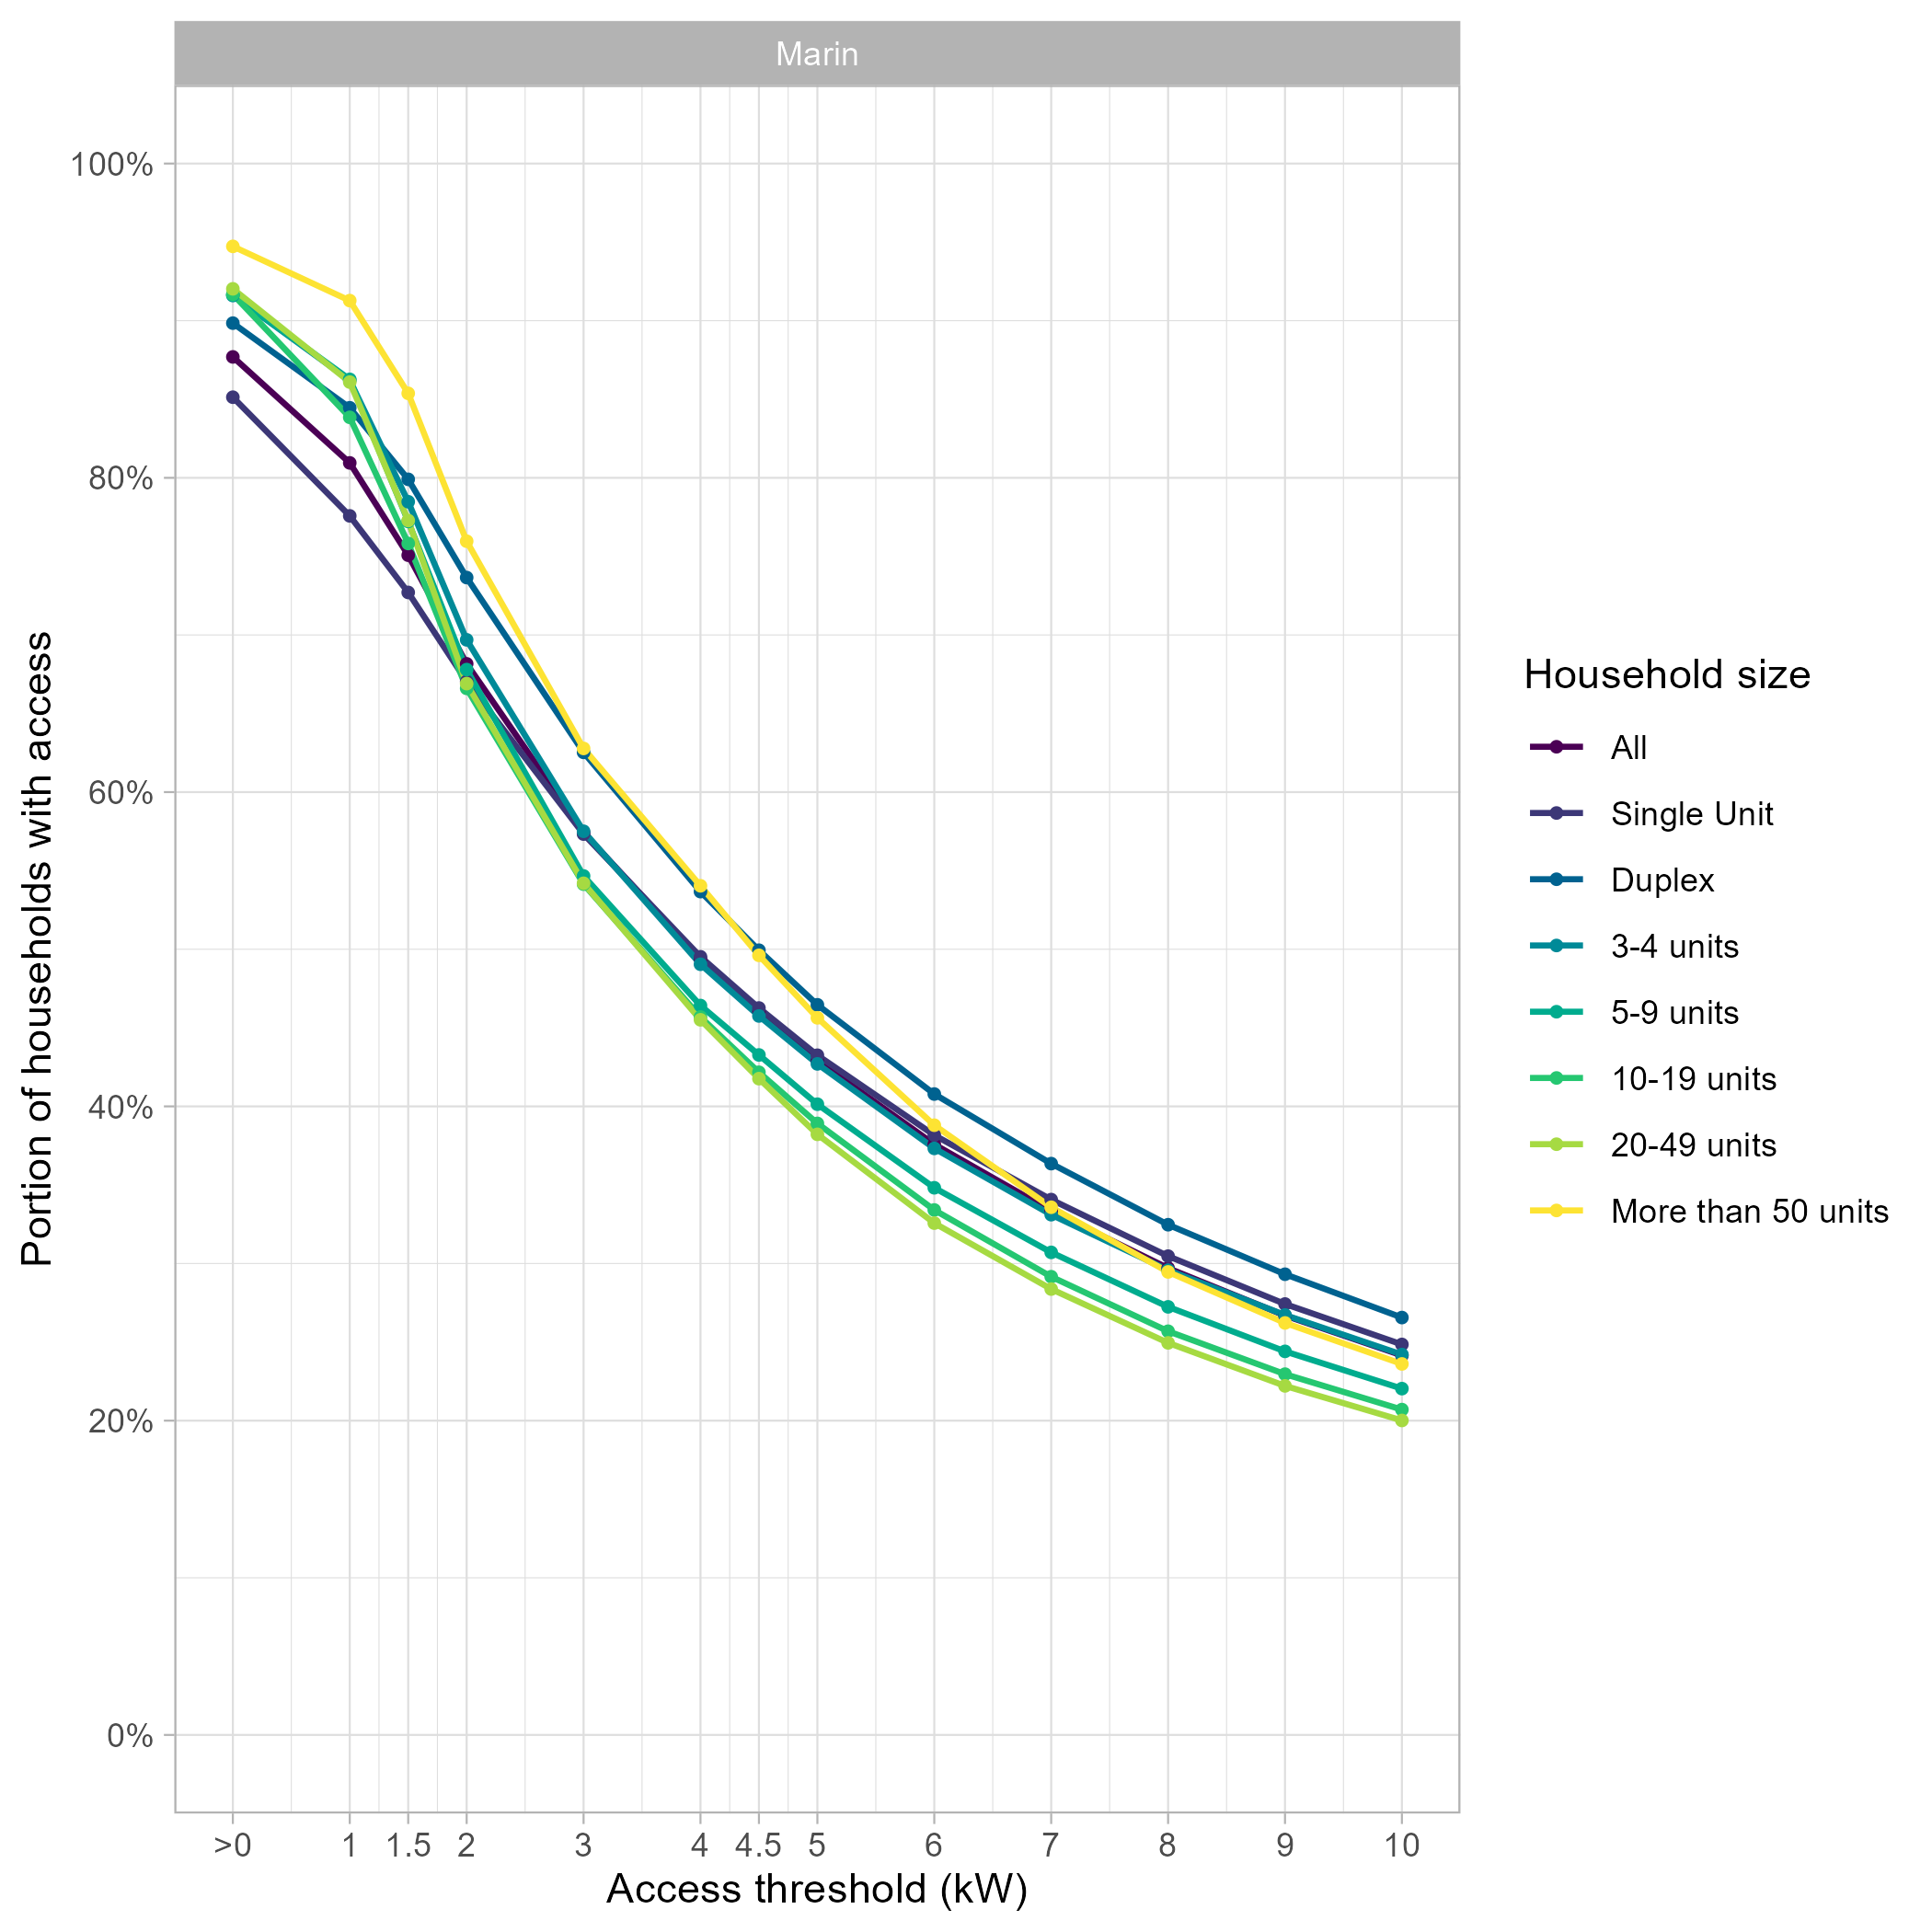 Marin
Portion of households with access
100%
80%
60%
40%
20%
0%
>0 1 1.5 2 3 4 4.5 5 6 7 8 9 10
Access threshold (kW)
Household size
All
Single Unit
Duplex
3-4 units
5-9 units
10-19 units
20-49 units
More than 50 units